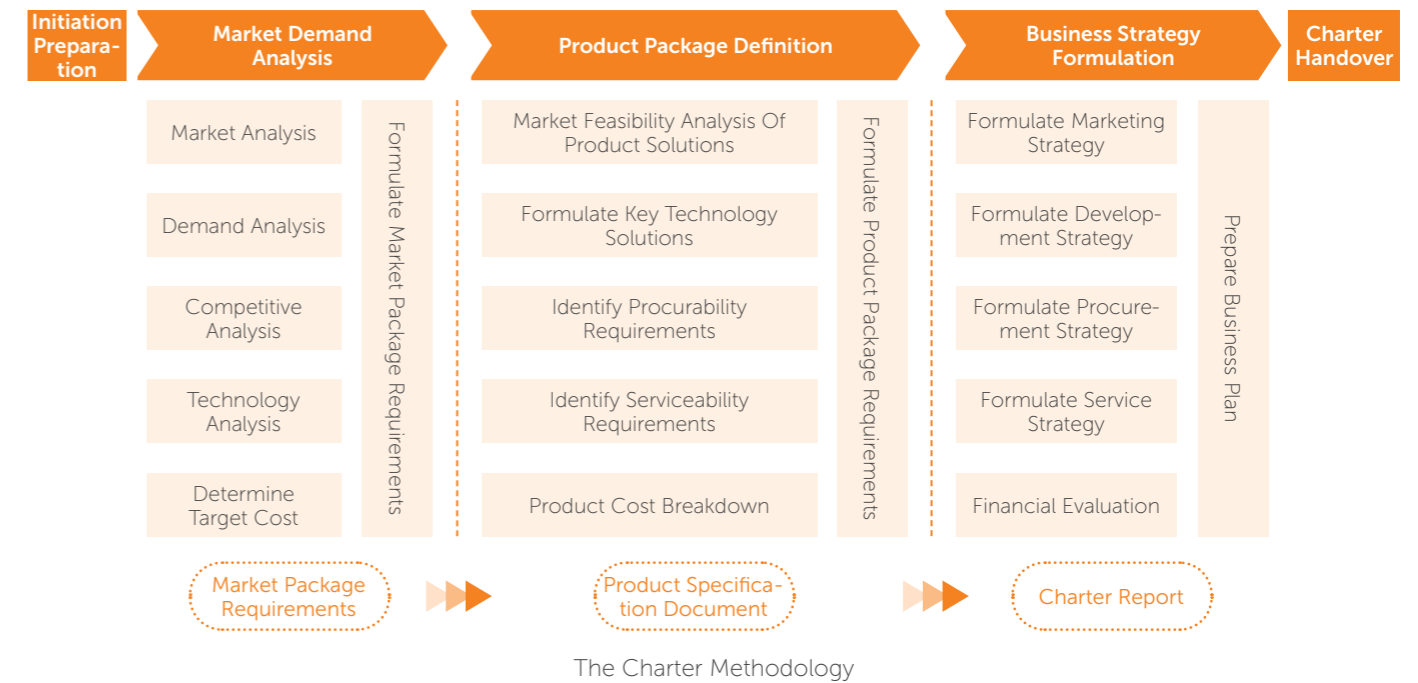 Initiation
Prepara-
tion
Market Demand
Analysis
Product Package Definition
Business Strategy
Formulation
Charter
Handover
Market Analysis
Demand Analysis
Competitive
Analysis
Technology
Analysis
Determine
Target Cost
Formulate Market Package Requirements
Market Feasibility Analysis Of
Product Solutions
Formulate Key Technology
Solutions
Identify Procurability
Requirements
Identify Serviceability
Requirements
Product Cost Breakdown
Formulate Product Package Requirements
Formulate Marketing
Strategy
Formulate Develop-
ment Strategy
Formulate Procure-
ment Strategy
Formulate Service
Strategy
Financial Evaluation
Prepare Business Plan
Market Package
Requirements
Product Specifica-
tion Document
Charter Report
The Charter Methodology